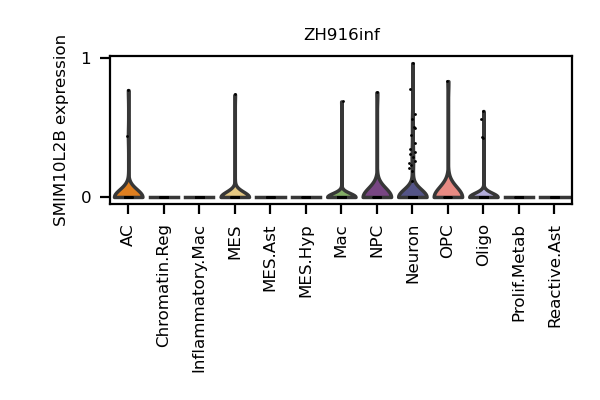 ZH916inf
SMIM10L2B expression
1
0
AC
Chromatin.Reg
Inflammatory.Mac
MES
MES.Ast
MES.Hyp
Mac
NPC
Neuron
OPC
Oligo
Prolif.Metab
Reactive.Ast